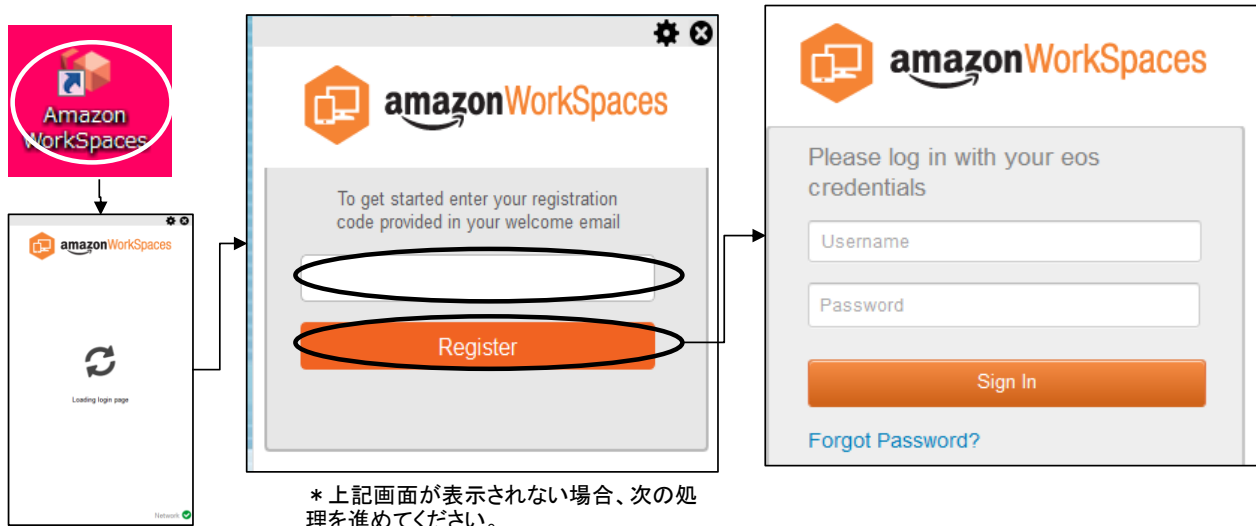 Amazon
WorkSpaces
amazonWorkSpaces
Loading login page
Network
amazonWorkSpaces
To get started enter your registration
code provided in your welcome email
Register
*上記画面が表示されない場合、次の処
理を進めてください。
amazonWorkSpaces
Please log in with your eos
credentials
Username
Password
Sign In
Forgot Password?